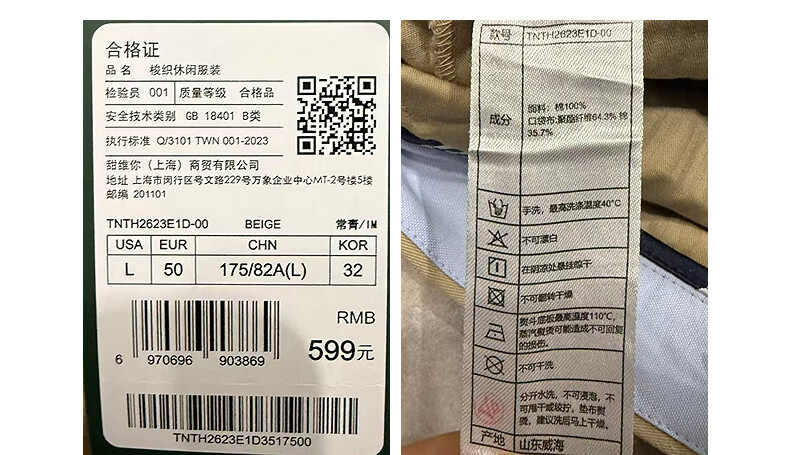 合格证
品 名 梭织休闲服装
检验员 001 质量等级 合格品
安全技术类别 GB 18401 B类
执行标准 Q/3101 TWN 001-2023
甜维你（上海）商贸有限公司
地址 上海市闵行区号文路229号万象企业中心MT-2号楼5楼
邮编 201101
TNTH2623E1D-00 BEIGE 常青/IM
USA EUR CHN KOR
L 50 175/82A(L) 32
RMB
599元
6 970696 903869
TNTH2623E1D3517500
款号 TNTH2623E1D-00
成分
面料：棉100%
口袋布：聚酯纤维64.3% 棉
35.7%
手洗，最高洗涤温度40°C
不可漂白
在阴凉处悬挂晾干
不可翻转干燥
熨斗底板最高温度110°C，
蒸汽熨烫可能造成不可回复
的损伤。
不可干洗
分开水洗，不可浸泡，不
可甩干或绞拧，垫布熨
烫，建议洗后马上干燥。
产地 山东威海